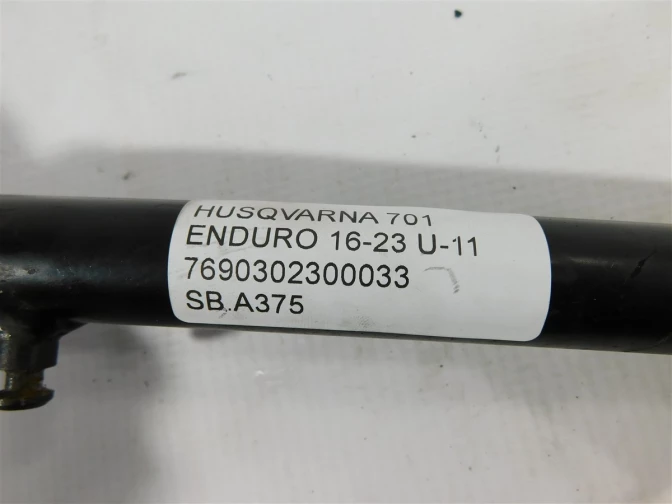 HUSQVARNA 701
ENDURO 16-23 U-11
7690302300033
SB.A375